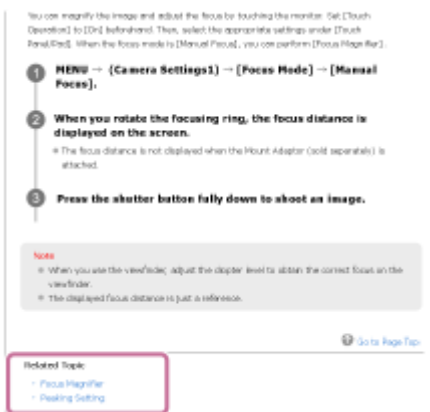 You can magnify the image and adjust the focus by touching the monitor. Set [Touch
Operation] to [On] beforehand. Then, select the appropriate settings under [Touch
Panel/Pad]. When the focus mode is [Manual Focus], you can perform [Focus Magnifier].
1 MENU → (Camera Settings1) → [Focus Mode] → [Manual
Focus].
2 When you rotate the focusing ring, the focus distance is
displayed on the screen.
The focus distance is not displayed when the Mount Adaptor (sold separately) is
attached.
3 Press the shutter button fully down to shoot an image.
Note
When you use the viewfinder, adjust the diopter level to obtain the correct focus on the
viewfinder.
The displayed focus distance is just a reference.
Go to Page Top
Related Topic
Focus Magnifier
Peaking Setting